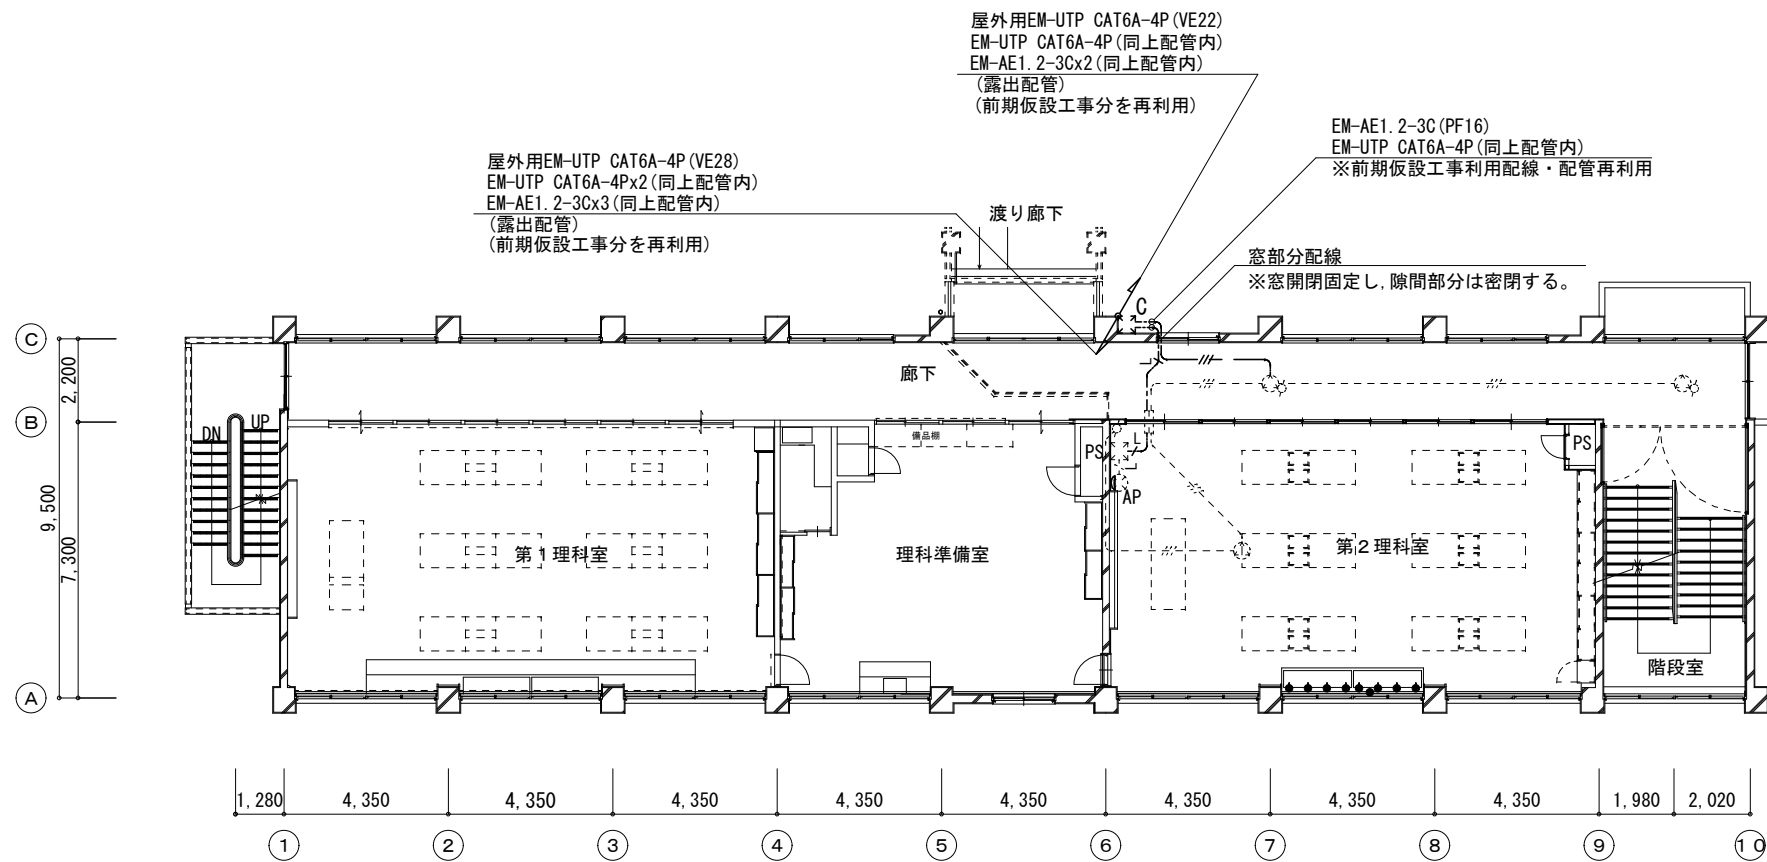 屋外用EM-UTP CAT6A-4P(VE22)
EM-UTP CAT6A-4P(同上配管内)
EM-AE1.2-3Cx2(同上配管内)
(露出配管)
(前期仮設工事分を再利用)
EM-AE1.2-3C(PF16)
EM-UTP CAT6A-4P(同上配管内)
※前期仮設工事利用配線・配管再利用
屋外用EM-UTP CAT6A-4P(VE28)
EM-UTP CAT6A-4Px2(同上配管内)
EM-AE1.2-3Cx3(同上配管内)
(露出配管)
(前期仮設工事分を再利用)
渡り廊下
窓部分配線
※窓開閉固定し,隙間部分は密閉する。
C
C
2,200
廊下
B
DN
UP
備品棚
PS
L
PS
AP
9,500
7,300
第1理科室
理科準備室
第2理科室
階段室
A
1,280
4,350
4,350
4,350
4,350
4,350
4,350
4,350
4,350
1,980
2,020
1
2
3
4
5
6
7
8
9
10